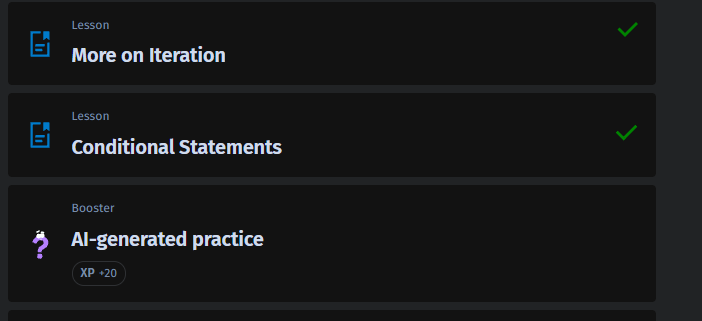 Lesson
More on Iteration
Lesson
Conditional Statements
Booster
AI-generated practice
XP +20